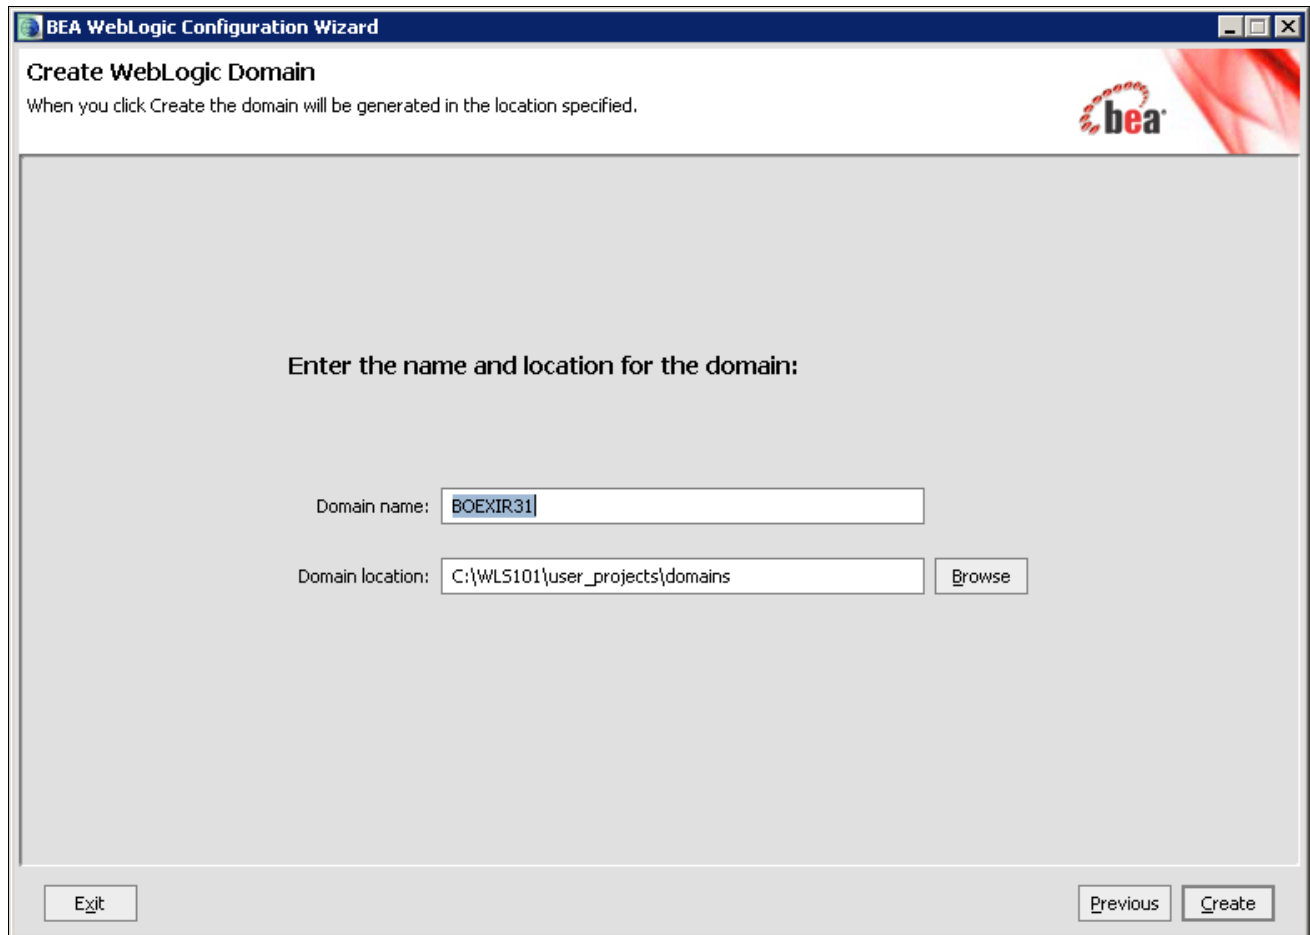 BEA WebLogic Configuration Wizard
Create WebLogic Domain
When you click Create the domain will be generated in the location specified.
bea
Enter the name and location for the domain:
Domain name: BOEXIR31
Domain location: C:\WLS101\user_projects\domains Browse
Exit Previous Create